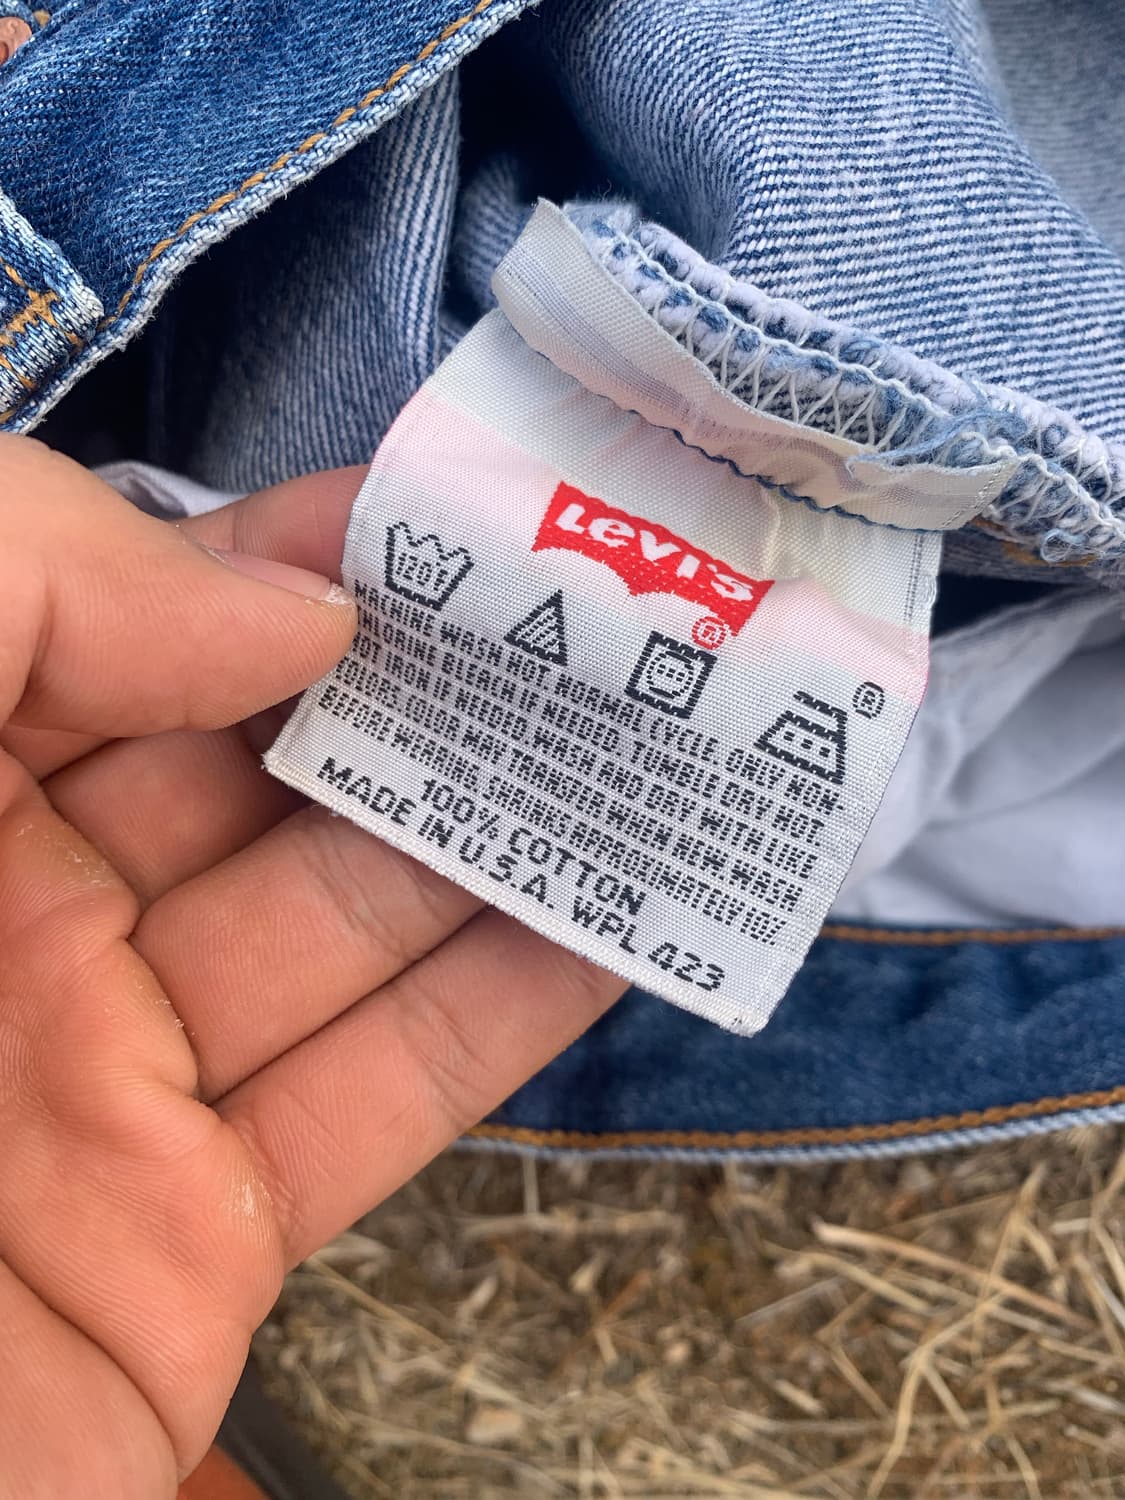 Levi's
®
120F
®
MACHINE WASH HOT NORMAL CYCLE. ONLY NON-
CHLORINE BLEACH IF NEEDED. TUMBLE DRY HOT
HOT IRON IF NEEDED. WASH AND DRY WITH LIKE
COLORS. COLOR MAY TRANSFER WHEN NEW. WASH
BEFORE WEARING. SHRINKS APPROXIMATELY 10%.
100% COTTON
MADE IN U.S.A. WPL 423